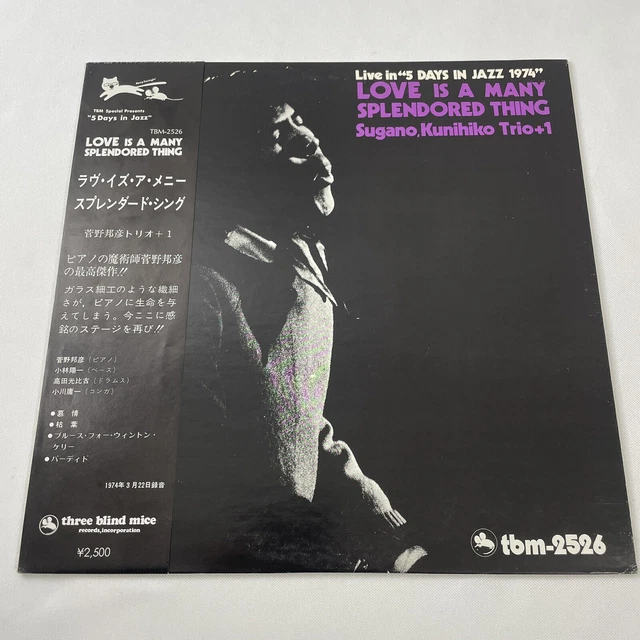 TBM Special Presents
"5 Days in Jazz"
TBM-2526
LOVE IS A MANY
SPLENDORED THING
ラヴ・イズ・ア・メニー
スプレンダード・シング
菅野邦彦トリオ+1
ピアノの魔術師菅野邦彦
の最高傑作!!
ガラス細工のような繊細
さが、ピアノに生命を与
えてしまう。今ここに感
銘のステージを再び!!
菅野邦彦(ピアノ)
小林陽一(ベース)
高田光比古(ドラムス)
小川庸一(コンガ)
●慕情
●枯葉
●ブルース・フォー・ウィントン・
ケリー
●パーディド
1974年3月22日録音
three blind mice
records, incorporation
¥2,500
Live in "5 DAYS IN JAZZ 1974"
LOVE IS A MANY
SPLENDORED THING
Sugano, Kunihiko Trio+1
tbm-2526